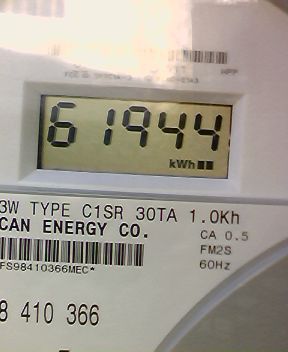 61944
kWh
3W TYPE C1SR 30TA 1.0Kh
CAN ENERGY CO.
CA 0.5
FM2S
FS98410366MEC*
60Hz
8 410 366